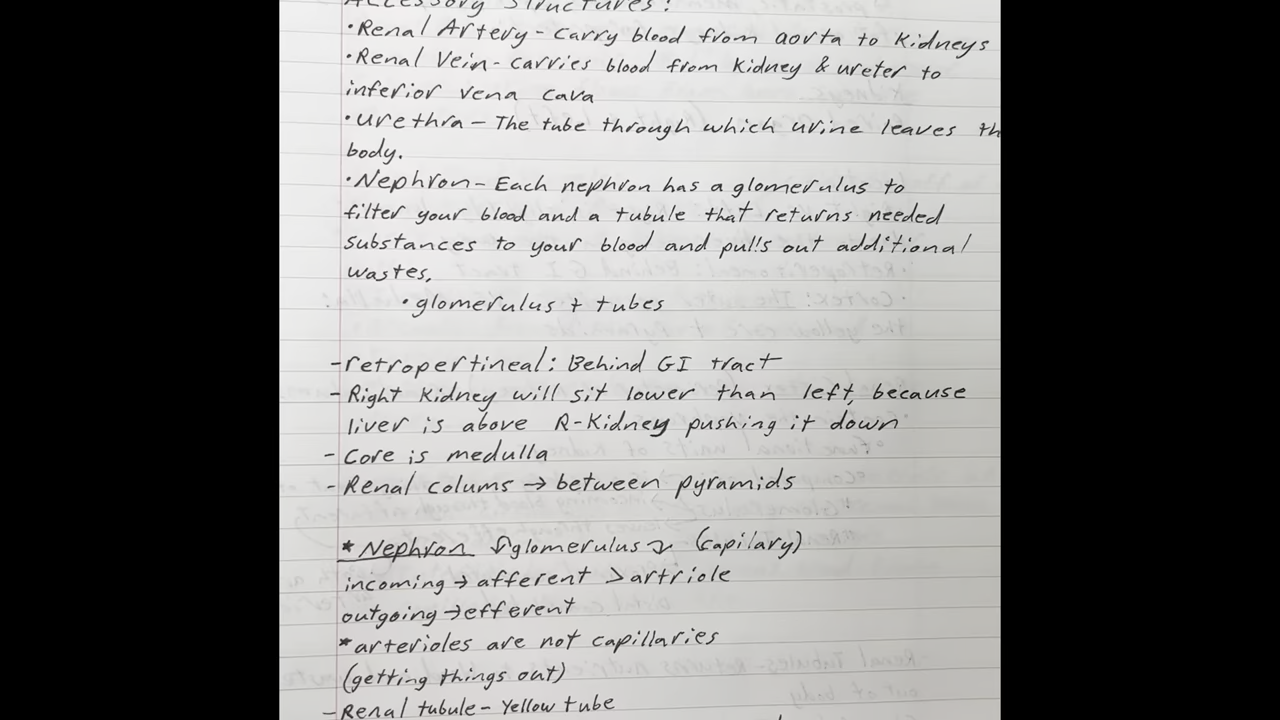 Accessory Structures:
•Renal Artery - Carry blood from aorta to Kidneys
•Renal Vein- carries blood from Kidney & ureter to
inferior vena cava
•urethra - The tube through which urine leaves th
body.
•Nephron- Each nephron has a glomerulus to
filter your blood and a tubule that returns needed
substances to your blood and pulls out additional
wastes.
•glomerulus + tubes
-retropertineal: Behind GI tract
- Right Kidney will sit lower than left, because
liver is above R-Kidney pushing it down
- Core is medulla
- Renal colums → between pyramids
* Nephron ↓glomerulus↓ (capilary)
incoming → afferent > artriole
outgoing → efferent
*arterioles are not capillaries
(getting things out)
- Renal tubule - Yellow tube